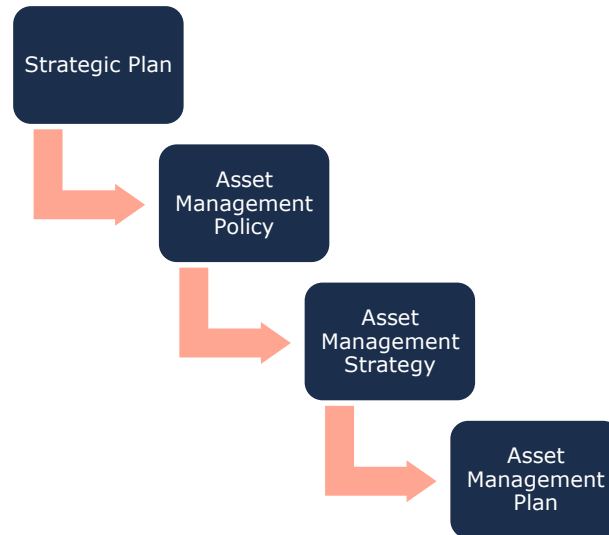 Strategic Plan
Asset
Management
Policy
Asset
Management
Strategy
Asset
Management
Plan